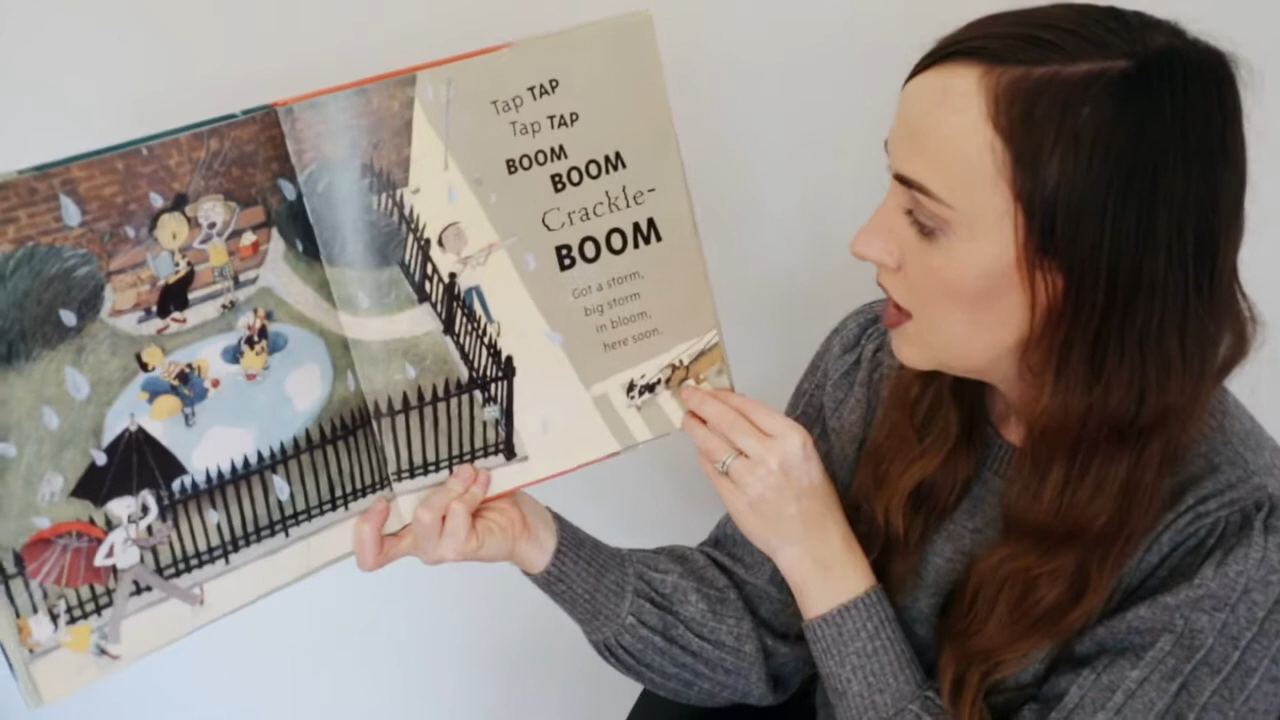 Tap TAP
Tap TAP
BOOM
BOOM
Crackle-
BOOM
Got a storm,
big storm
in bloom,
here soon.